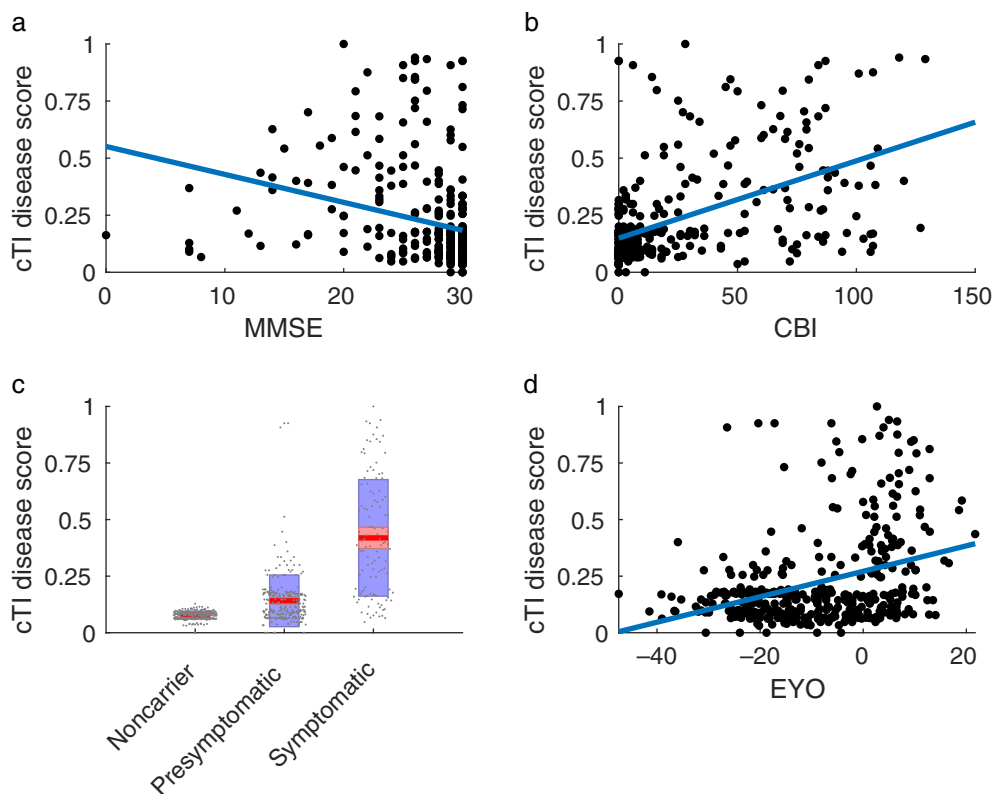 a
1
0.75
0.5
0.25
0
cTI disease score
0 10 20 30
MMSE
b
1
0.75
0.5
0.25
0
cTI disease score
0 50 100 150
CBI
c
1
0.75
0.5
0.25
0
cTI disease score
Noncarrier
Presymptomatic
Symptomatic
d
1
0.75
0.5
0.25
0
cTI disease score
−40 −20 0 20
EYO